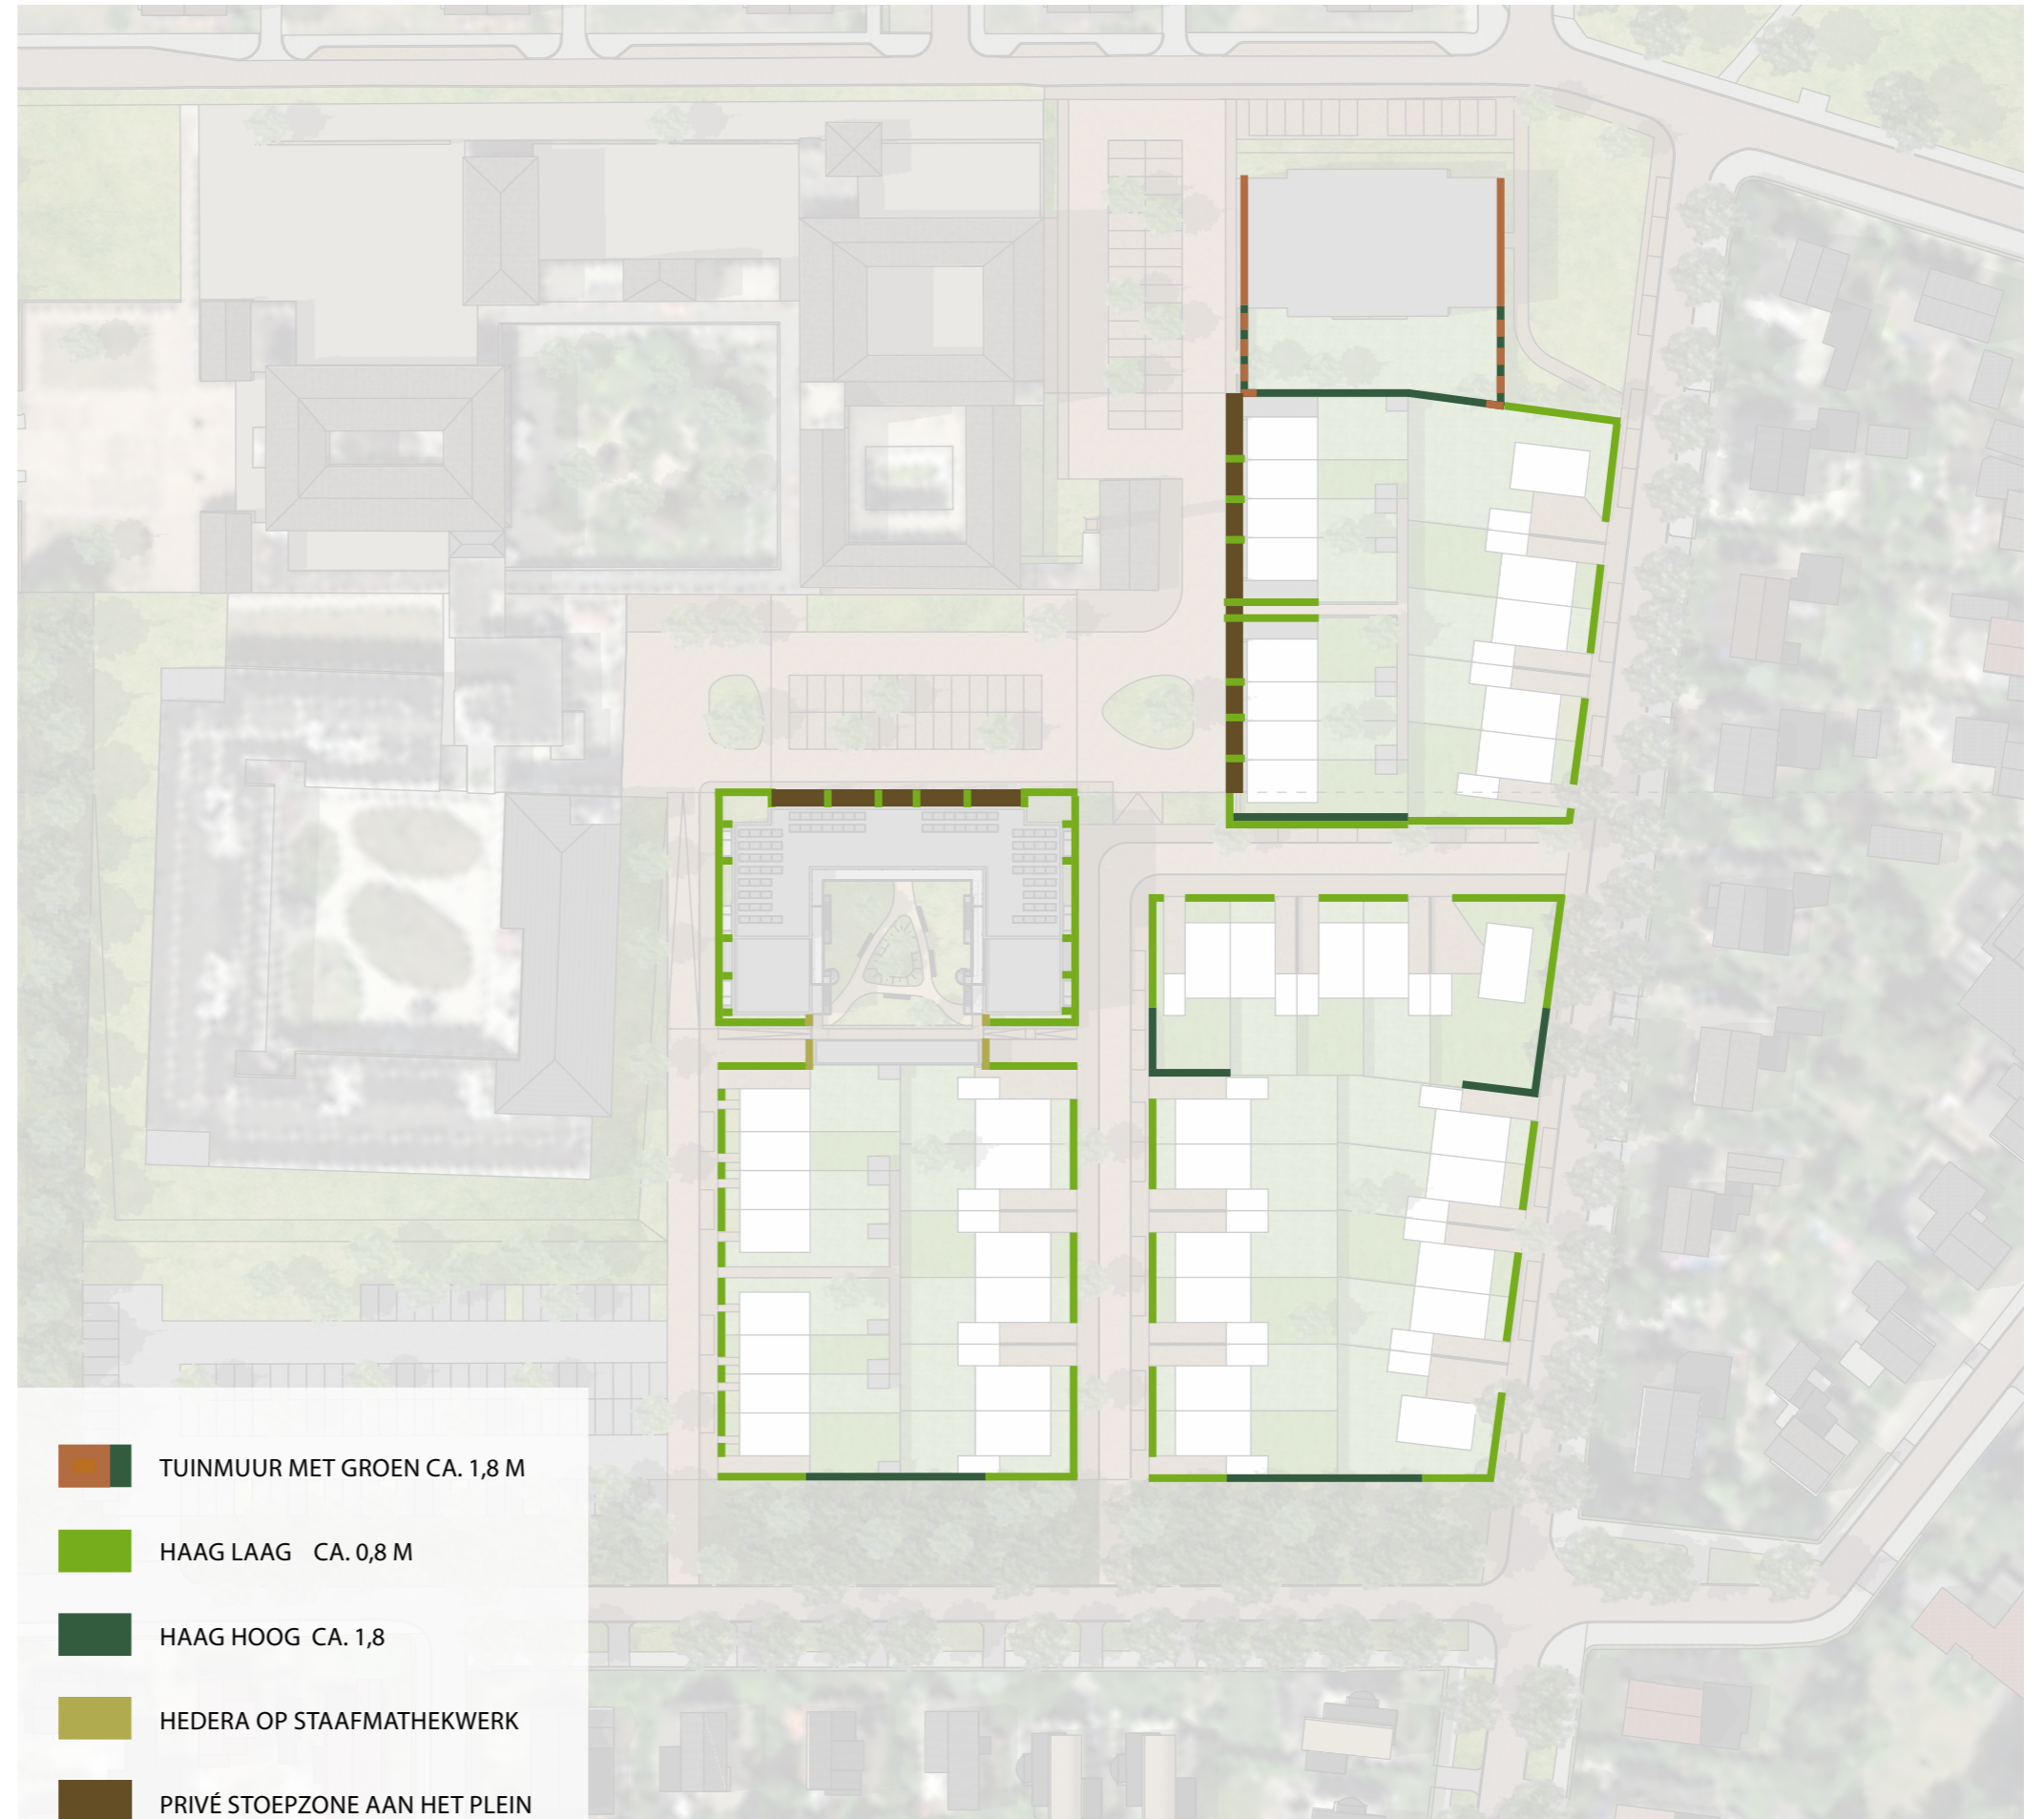 TUINMUUR MET GROEN CA. 1,8 M
HAAG LAAG CA. 0,8 M
HAAG HOOG CA. 1,8
HEDERA OP STAAFMATHEKWERK
PRIVÉ STOEPZONE AAN HET PLEIN